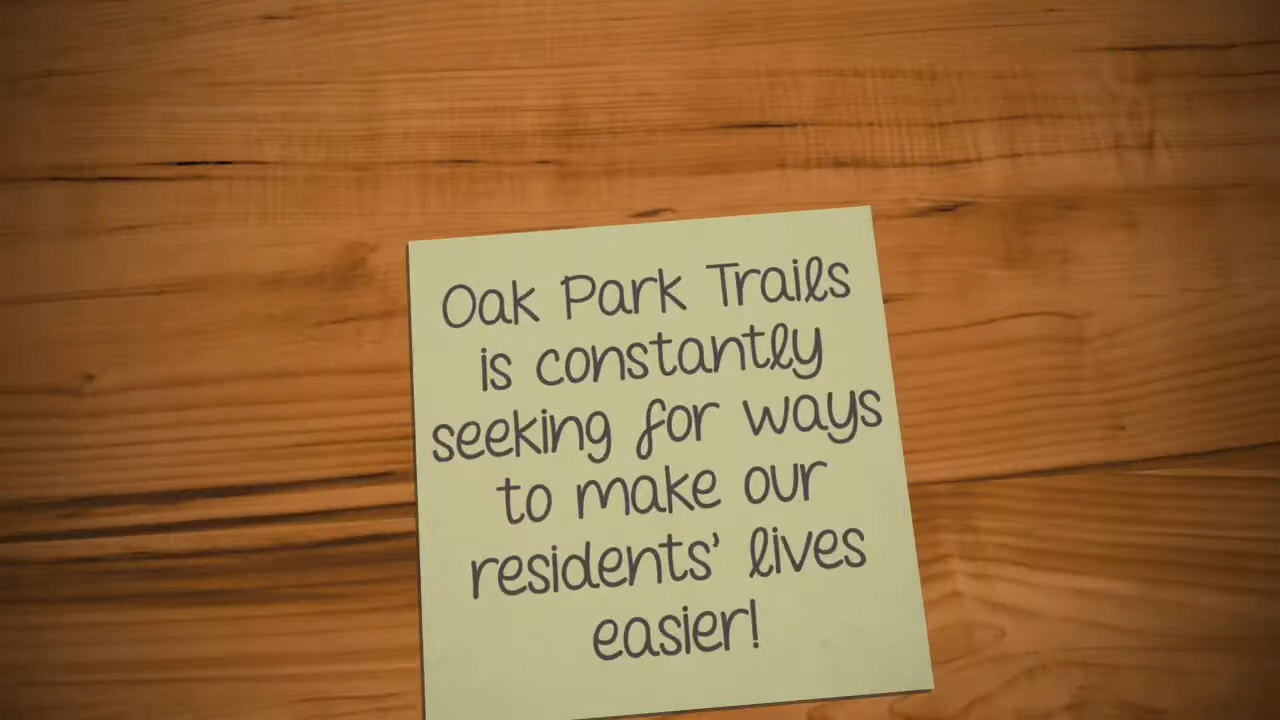 Oak Park Trails
is constantly
seeking for ways
to make our
residents' lives
easier!